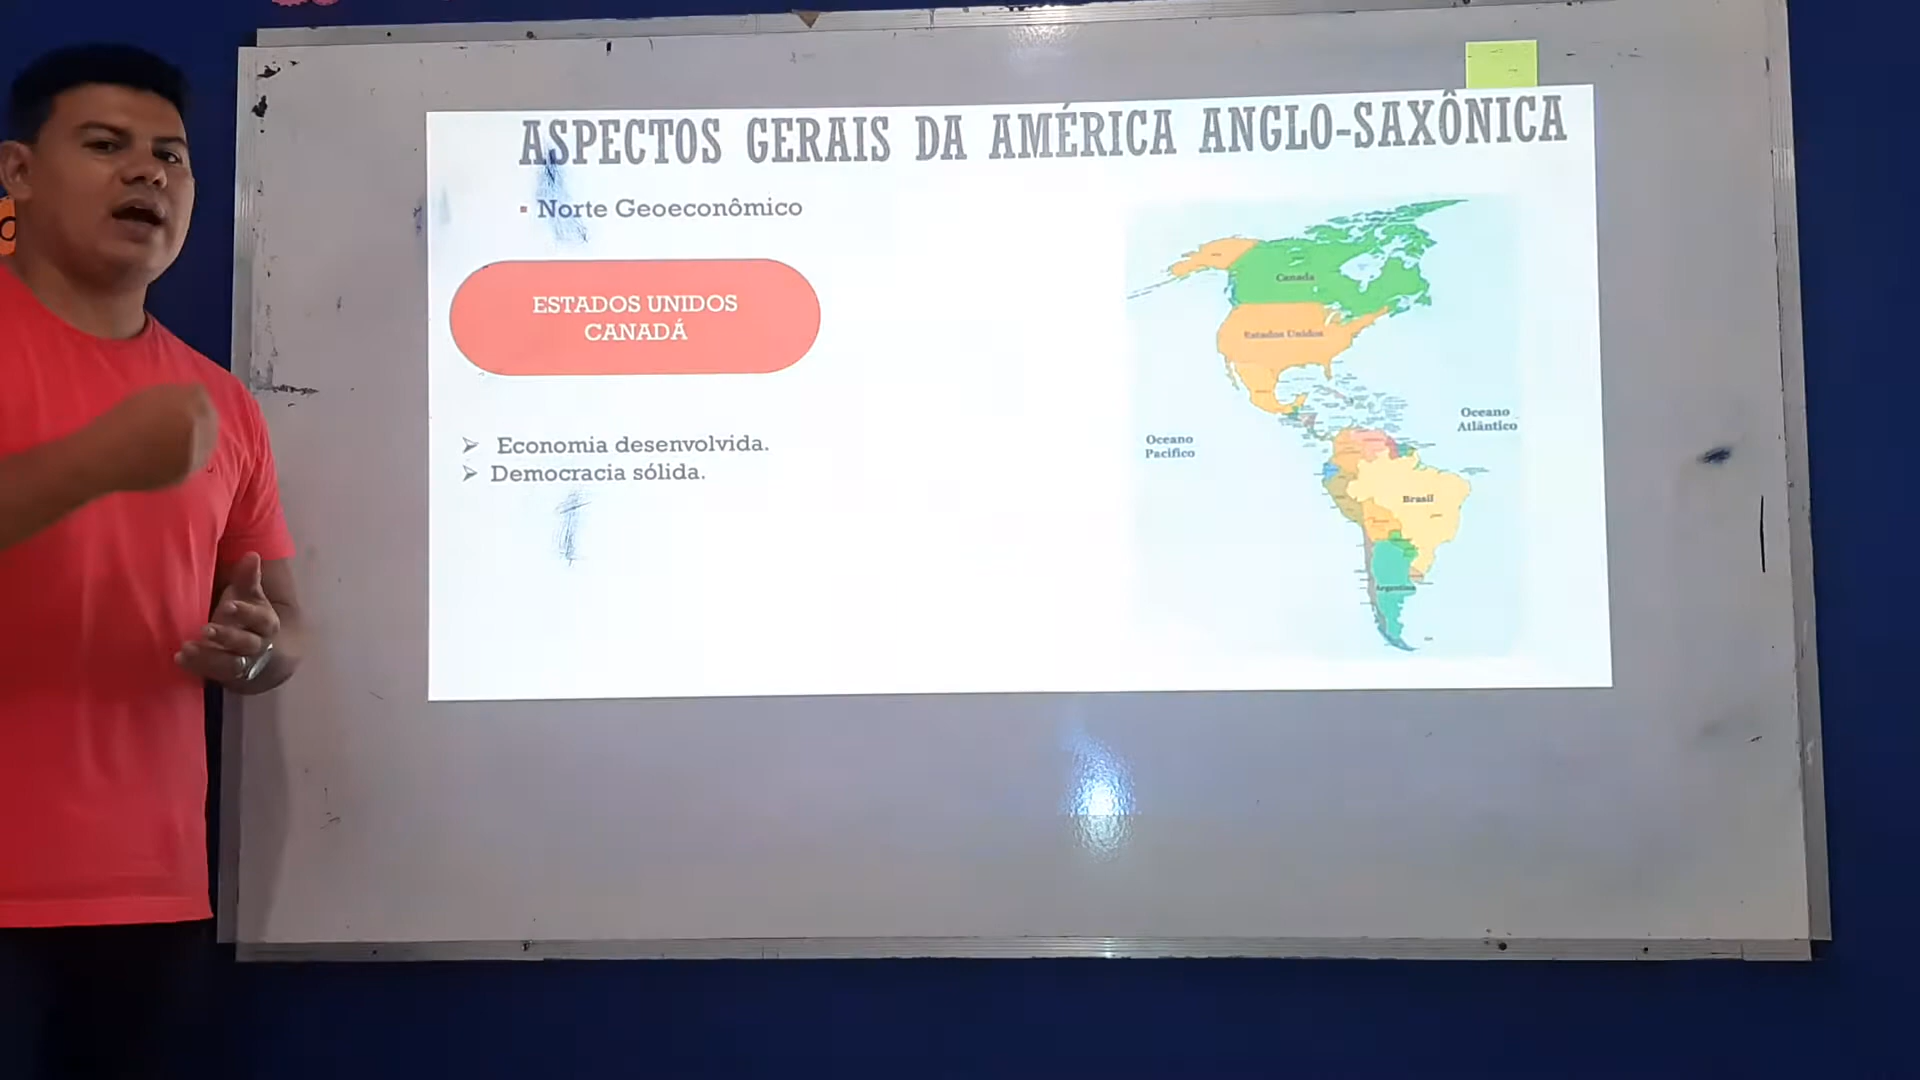 ASPECTOS GERAIS DA AMÉRICA ANGLO-SAXÔNICA
▪ Norte Geoeconômico
ESTADOS UNIDOS
CANADÁ
➢ Economia desenvolvida.
➢ Democracia sólida.
Canada
Estados Unidos
Oceano
Atlântico
Oceano
Pacífico
Brasil
Argentina